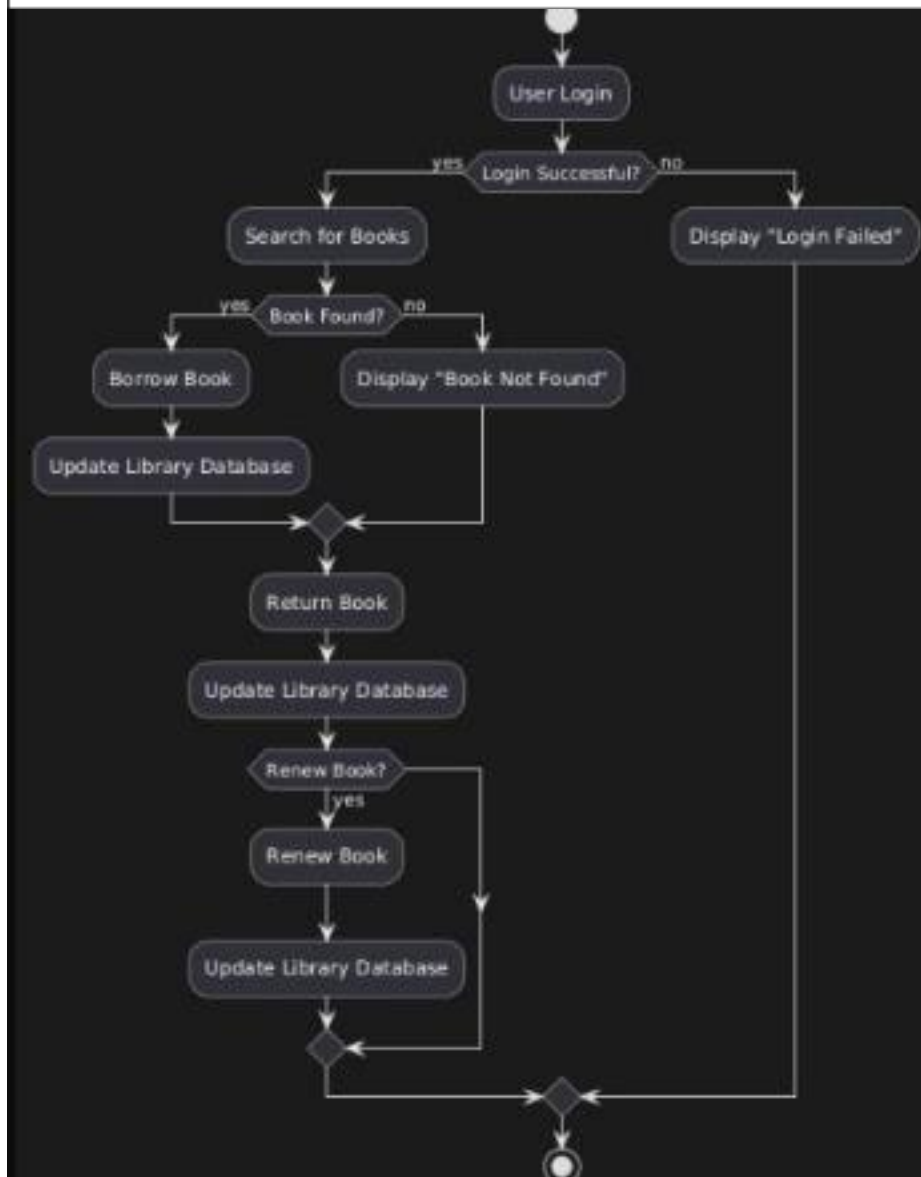 User Login
yes
Login Successful?
no
Search for Books
Display "Login Failed"
yes
Book Found?
no
Borrow Book
Display "Book Not Found"
Update Library Database
Return Book
Update Library Database
Renew Book?
yes
Renew Book
Update Library Database